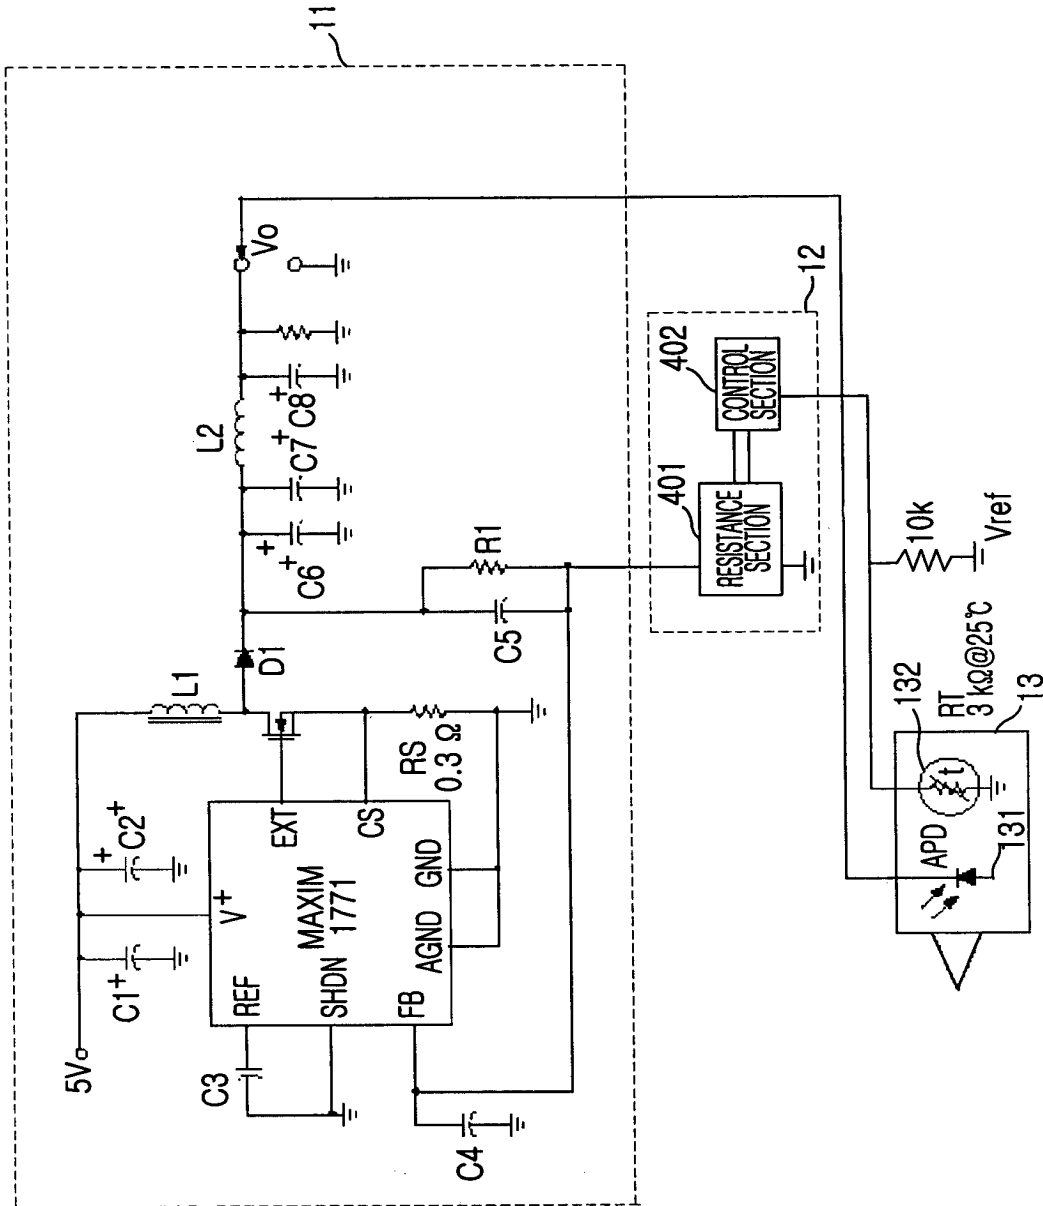 11
5V
C1+
C2+
+
L1
D1
L2
+
+
C6
+
C7
+
C8
Vo
V+
REF
MAXIM
1771
EXT
SHDN
CS
FB
AGND
GND
C3
C4
RS
0.3 Ω
C5
R1
12
401
402
RESISTANCE
SECTION
CONTROL
SECTION
10k
Vref
RT
3 kΩ@25℃
132
13
APD
t
131